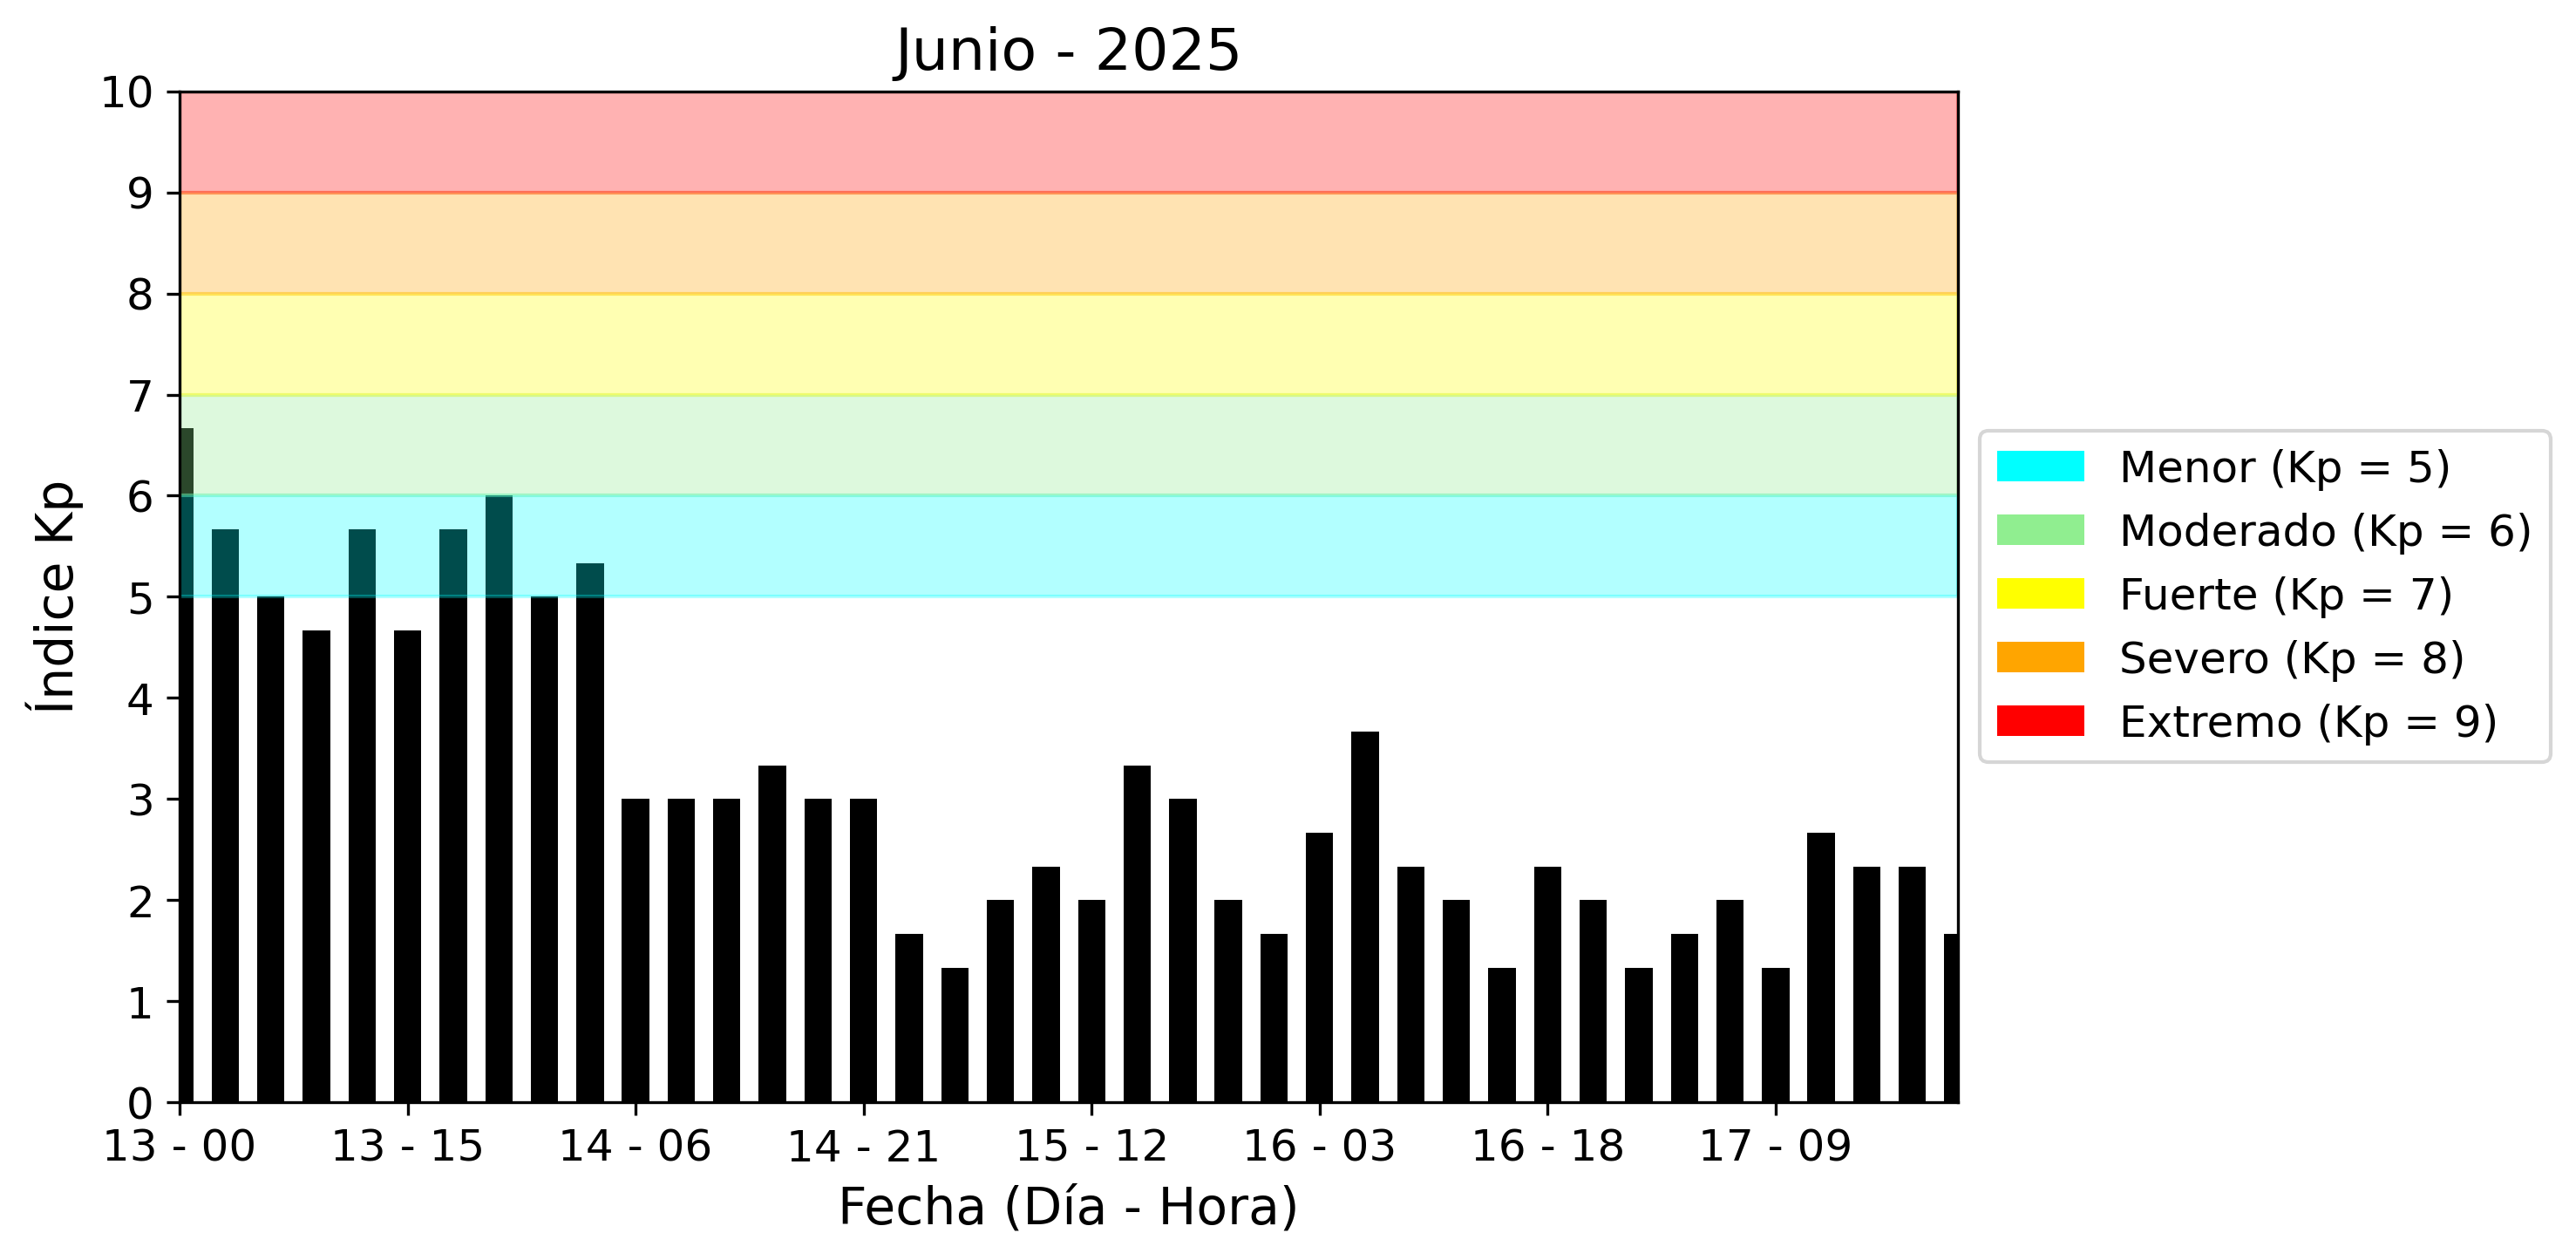 Junio - 2025
10
9
8
7
6
5
4
3
2
1
0
Índice Kp
13 - 00
13 - 15
14 - 06
14 - 21
15 - 12
16 - 03
16 - 18
17 - 09
Fecha (Día - Hora)
Menor (Kp = 5)
Moderado (Kp = 6)
Fuerte (Kp = 7)
Severo (Kp = 8)
Extremo (Kp = 9)